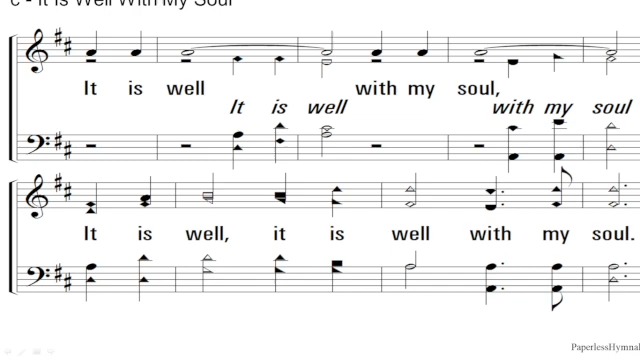 c - It Is Well With My Soul
It is well with my soul,
It is well with my soul
It is well, it is well with my soul.
PaperlessHymnal